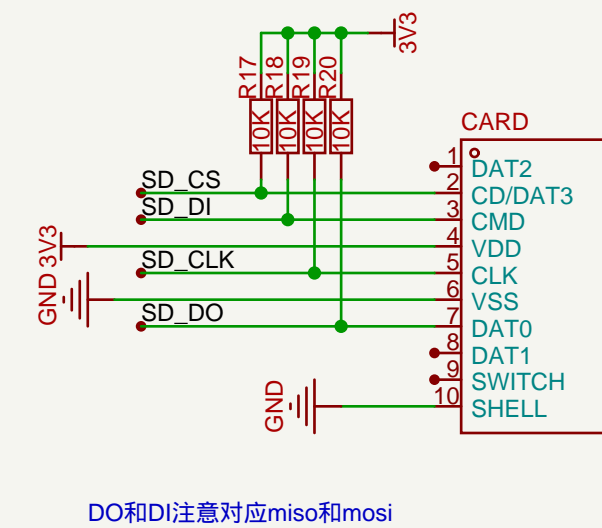 3V3
R17
R18
R19
R20
10K
10K
10K
10K
CARD
SD_CS
SD_DI
3V3
SD_CLK
GND
SD_DO
GND
1 DAT2
2 CD/DAT3
3 CMD
4 VDD
5 CLK
6 VSS
7 DAT0
8 DAT1
9 SWITCH
10 SHELL
DO和DI注意对应miso和mosi